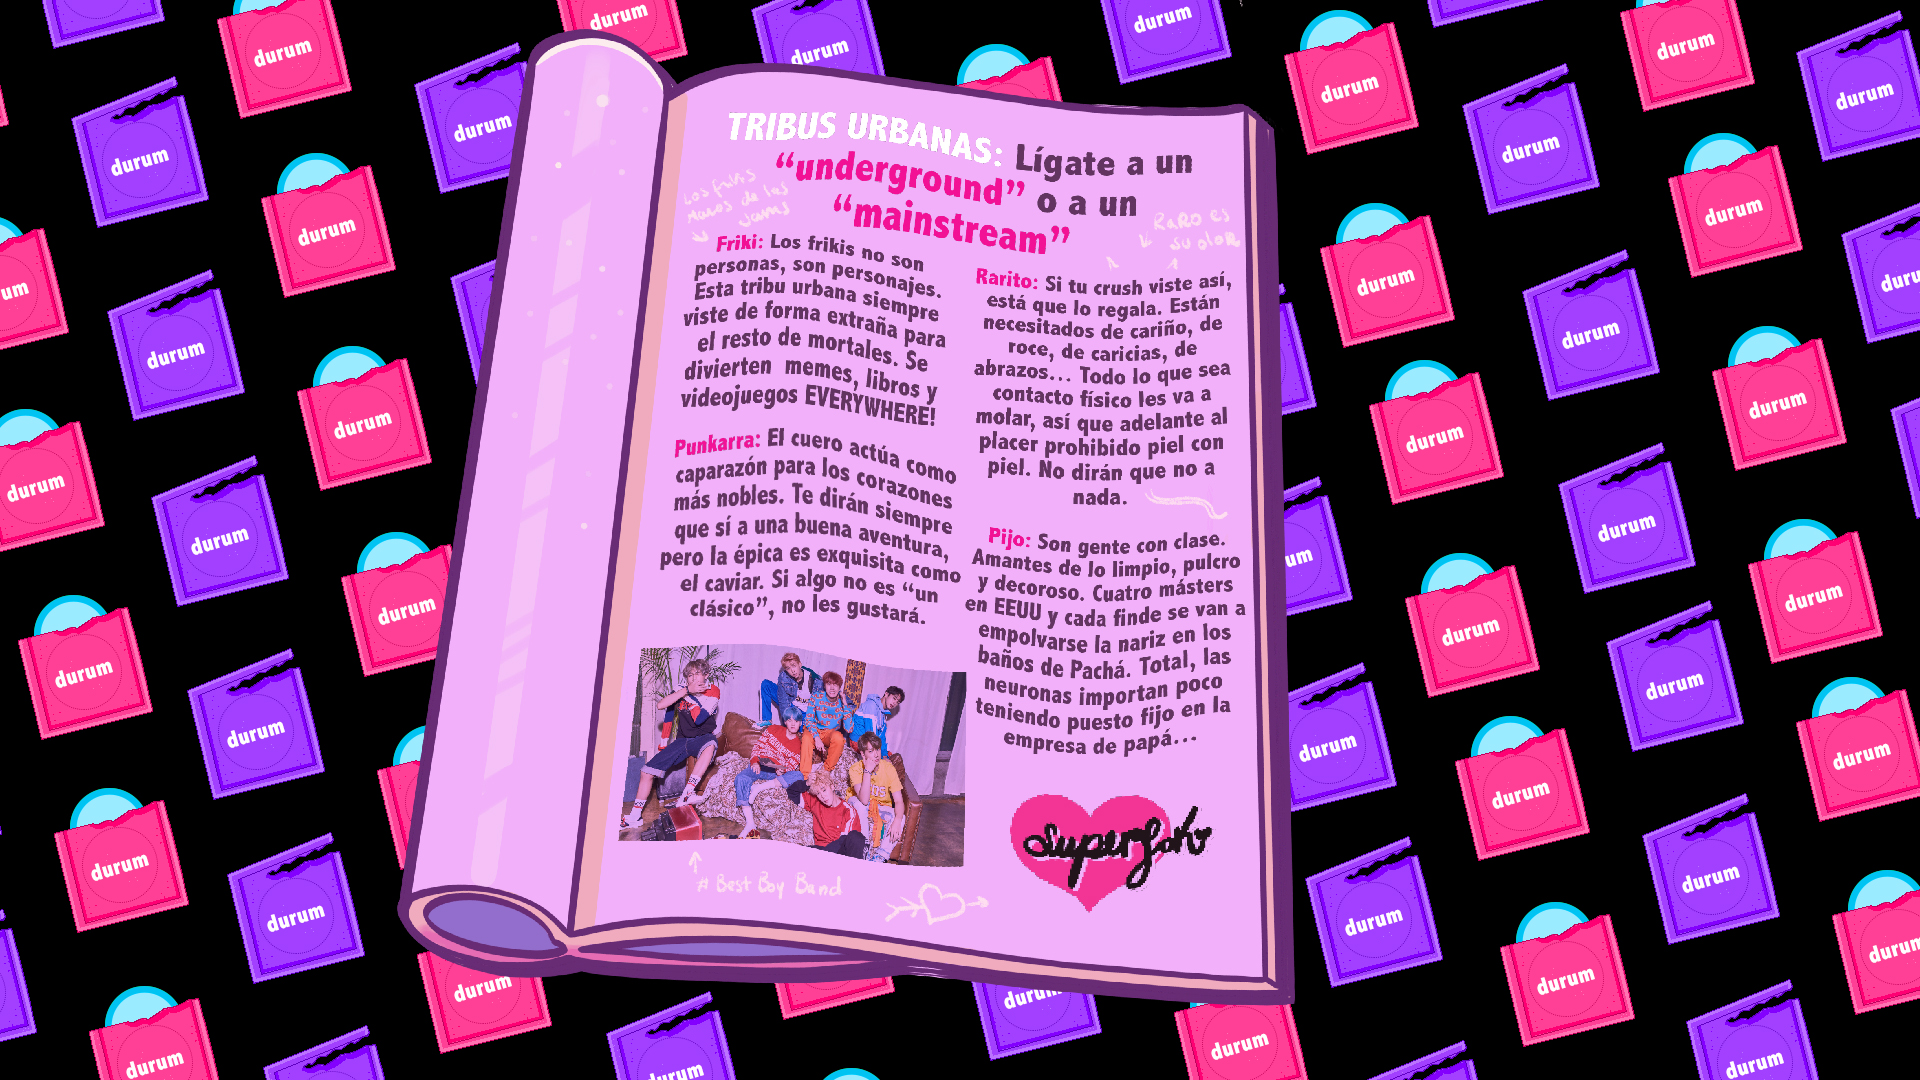 TRIBUS URBANAS: Lígate a un
“underground” o a un
“mainstream”
Los frikis
raros de las
jams
Friki: Los frikis no son
personas, son personajes.
Esta tribu urbana siempre
viste de forma extraña para
el resto de mortales. Se
divierten memes, libros y
videojuegos EVERYWHERE!
Punkarra: El cuero actúa como
caparazón para los corazones
más nobles. Te dirán siempre
que sí a una buena aventura,
pero la épica es exquisita como
el caviar. Si algo no es “un
clásico”, no les gustará.
# Best Boy Band
RaRO es
su oloR
Rarito: Si tu crush viste así,
está que lo regala. Están
necesitados de cariño, de
roce, de caricias, de
abrazos... Todo lo que sea
contacto físico les va a
molar, así que adelante al
placer prohibido piel con
piel. No dirán que no a
nada.
Pijo: Son gente con clase.
Amantes de lo limpio, pulcro
y decoroso. Cuatro másters
en EEUU y cada finde se van a
empolvarse la nariz en los
baños de Pachá. Total, las
neuronas importan poco
teniendo puesto fijo en la
empresa de papá...
durum